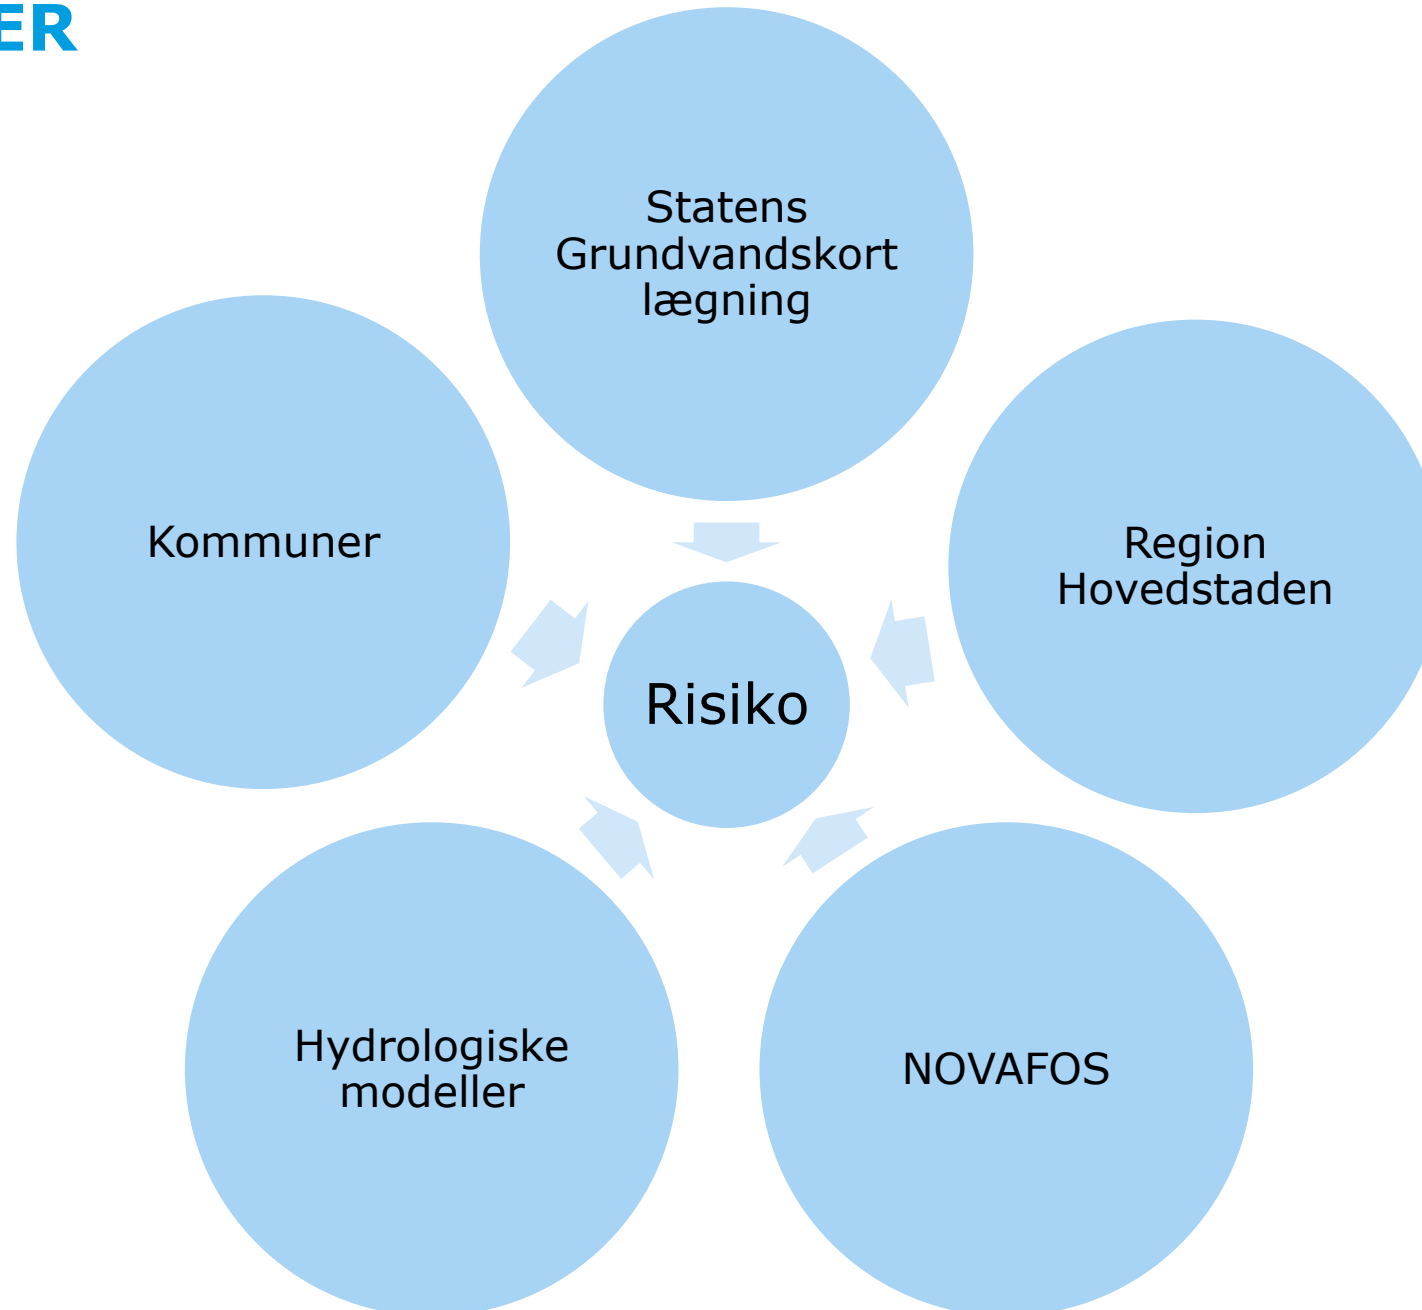 ER
Statens
Grundvandskort
lægning
Kommuner
Region
Hovedstaden
Risiko
Hydrologiske
modeller
NOVAFOS